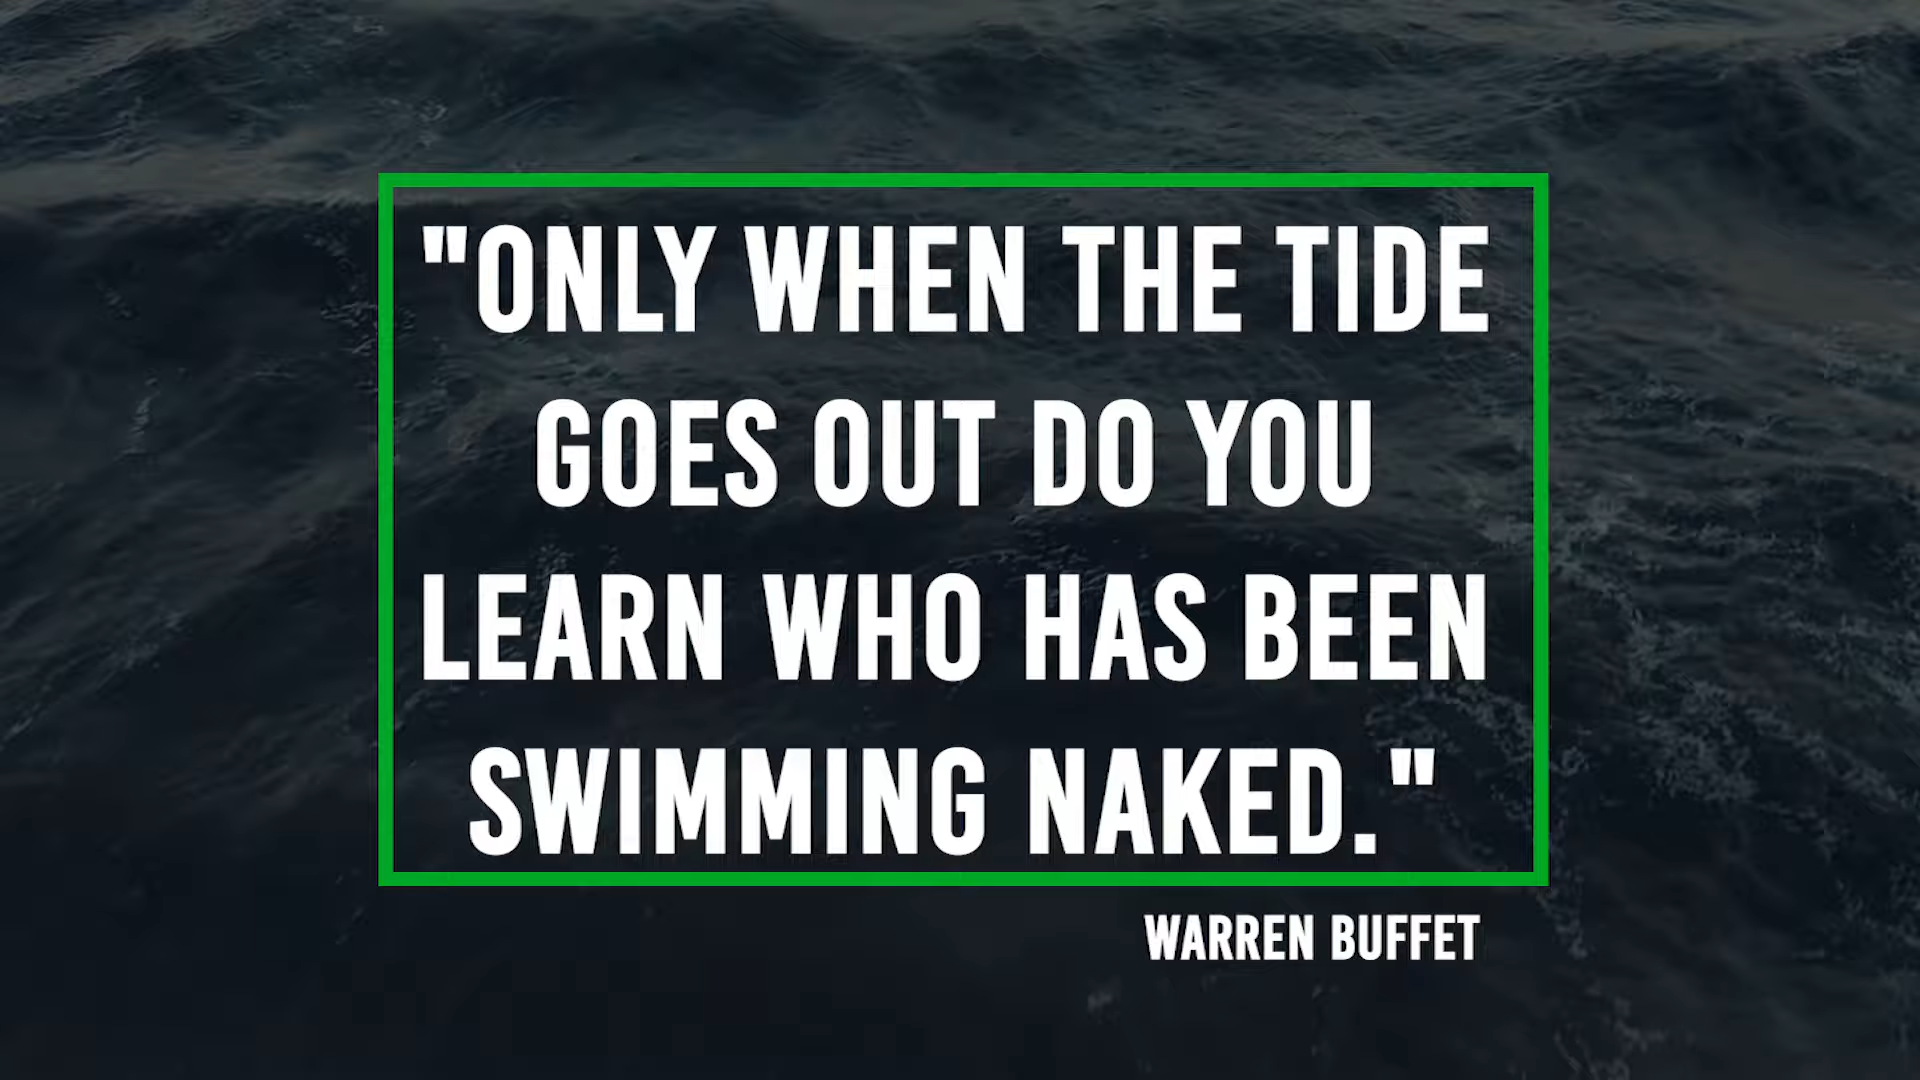 "ONLY WHEN THE TIDE
GOES OUT DO YOU
LEARN WHO HAS BEEN
SWIMMING NAKED."
WARREN BUFFET